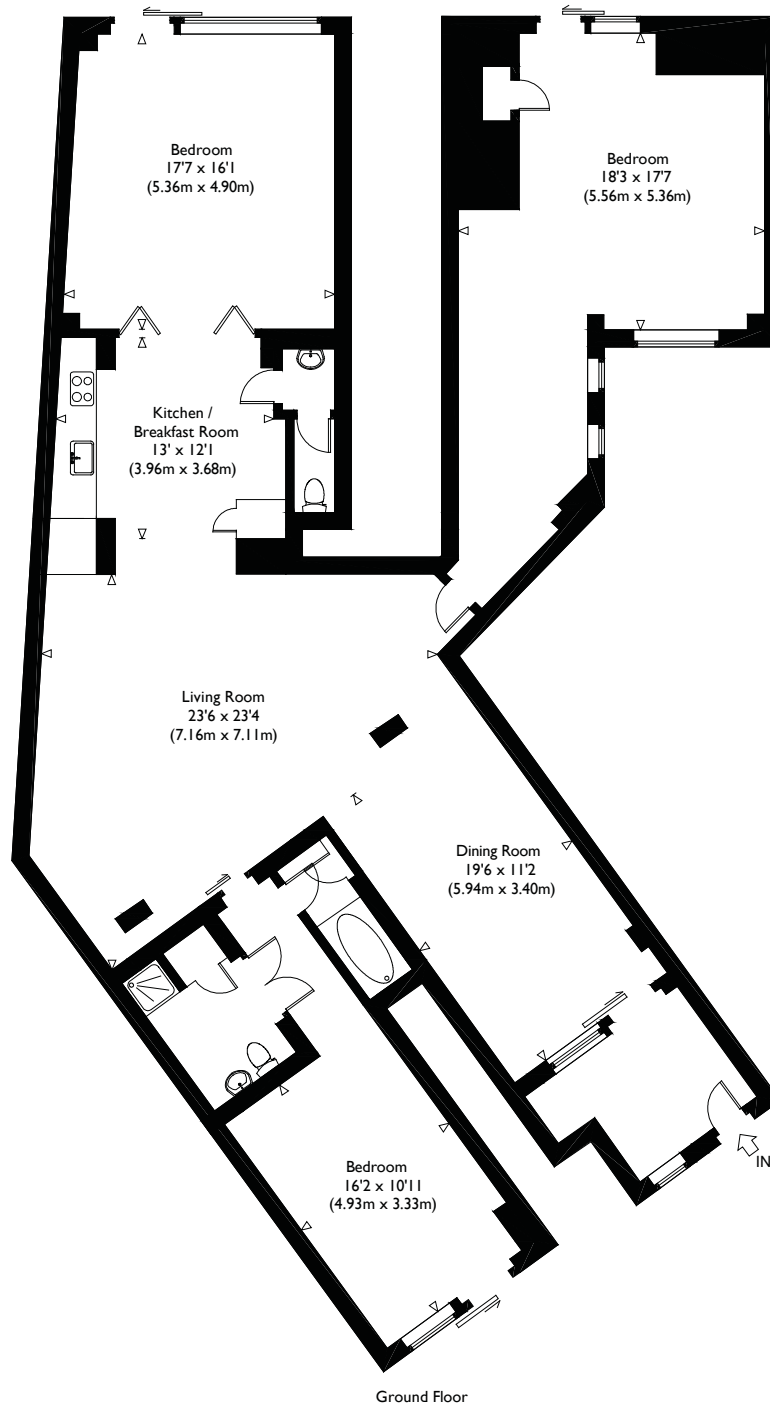 Bedroom
17'7 x 16'1
(5.36m x 4.90m)
Bedroom
18'3 x 17'7
(5.56m x 5.36m)
Kitchen /
Breakfast Room
13' x 12'1
(3.96m x 3.68m)
Living Room
23'6 x 23'4
(7.16m x 7.11m)
Dining Room
19'6 x 11'2
(5.94m x 3.40m)
IN
Bedroom
16'2 x 10'11
(4.93m x 3.33m)
Ground Floor